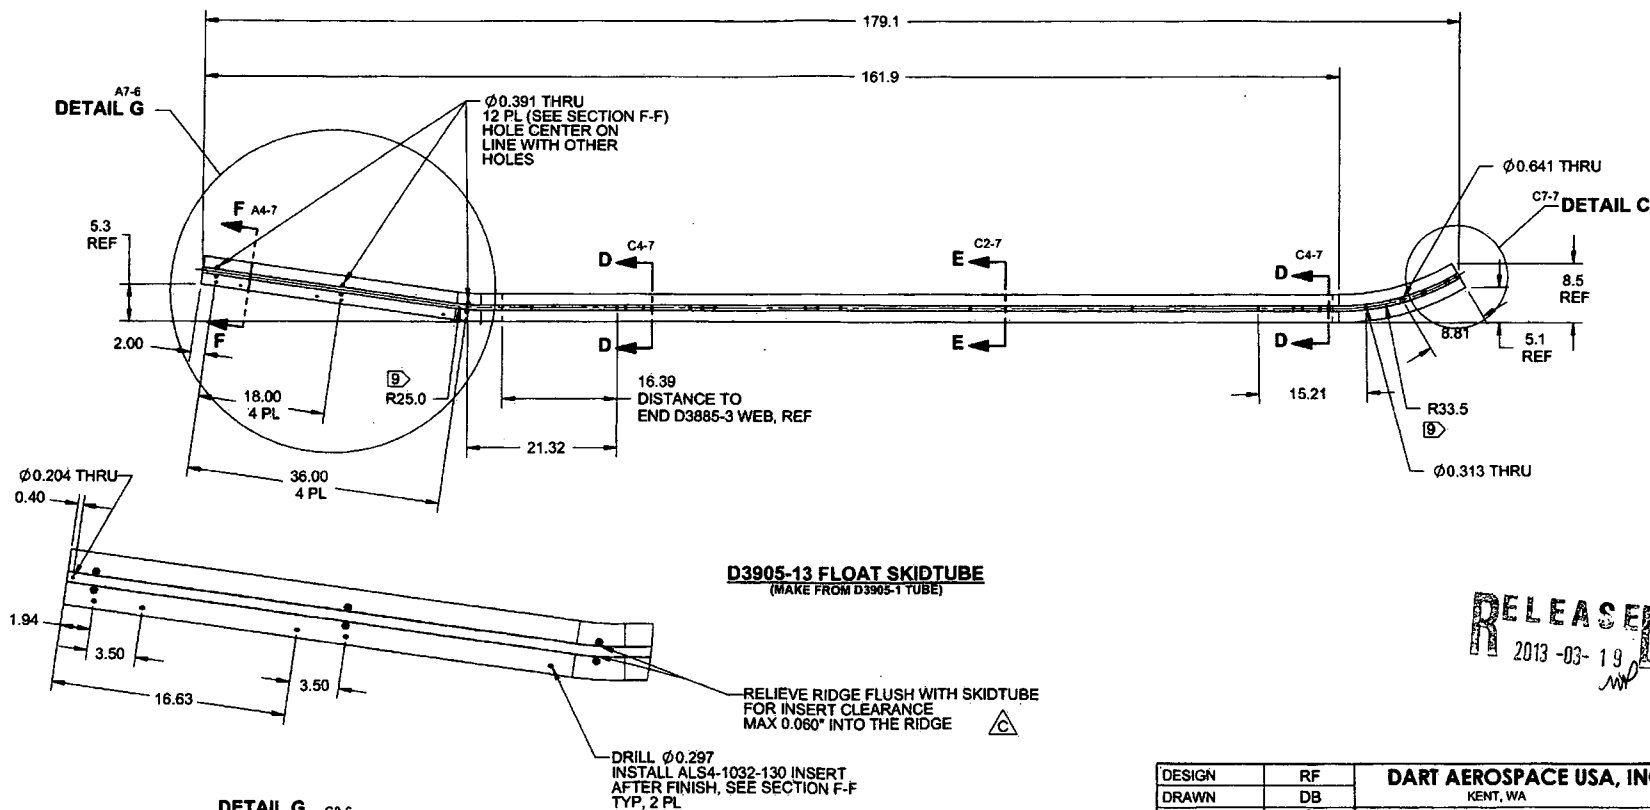 179.1
161.9
A7-6
DETAIL G
Ø0.391 THRU
12 PL (SEE SECTION F-F)
HOLE CENTER ON
LINE WITH OTHER
HOLES
Ø0.641 THRU
C7-7 DETAIL C
F A4-7
5.3
REF
D C4-7
E C2-7
D C4-7
8.5
REF
F
D
E
D
8.81
5.1
REF
2.00
18.00
4 PL
9
R25.0
16.39
DISTANCE TO
END D3885-3 WEB, REF
15.21
R33.5
9
21.32
Ø0.313 THRU
36.00
4 PL
Ø0.204 THRU
0.40
D3905-13 FLOAT SKIDTUBE
(MAKE FROM D3905-1 TUBE)
1.94
3.50
3.50
16.63
RELIEVE RIDGE FLUSH WITH SKIDTUBE
FOR INSERT CLEARANCE
MAX 0.060" INTO THE RIDGE
C
RELEASED
2013 -03- 19
DRILL Ø0.297
INSTALL ALS4-1032-130 INSERT
AFTER FINISH, SEE SECTION F-F
TYP, 2 PL
DETAIL G
DESIGN RF DART AEROSPACE USA, INC
DRAWN DB KENT, WA